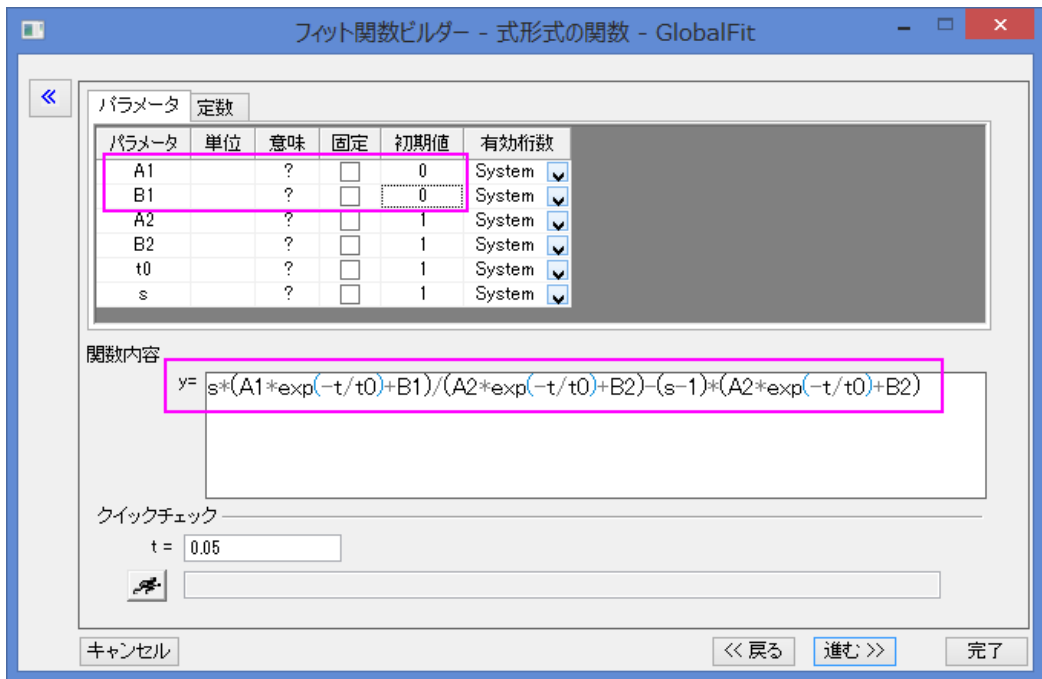 フィット関数ビルダー - 式形式の関数 - GlobalFit
パラメータ 定数
パラメータ 単位 意味 固定 初期値 有効桁数
A1 ? 0 System
B1 ? 0 System
A2 ? 1 System
B2 ? 1 System
t0 ? 1 System
s ? 1 System
関数内容
y= s*(A1*exp(-t/t0)+B1)/(A2*exp(-t/t0)+B2)-(s-1)*(A2*exp(-t/t0)+B2)
クイックチェック
t = 0.05
キャンセル << 戻る 進む >> 完了